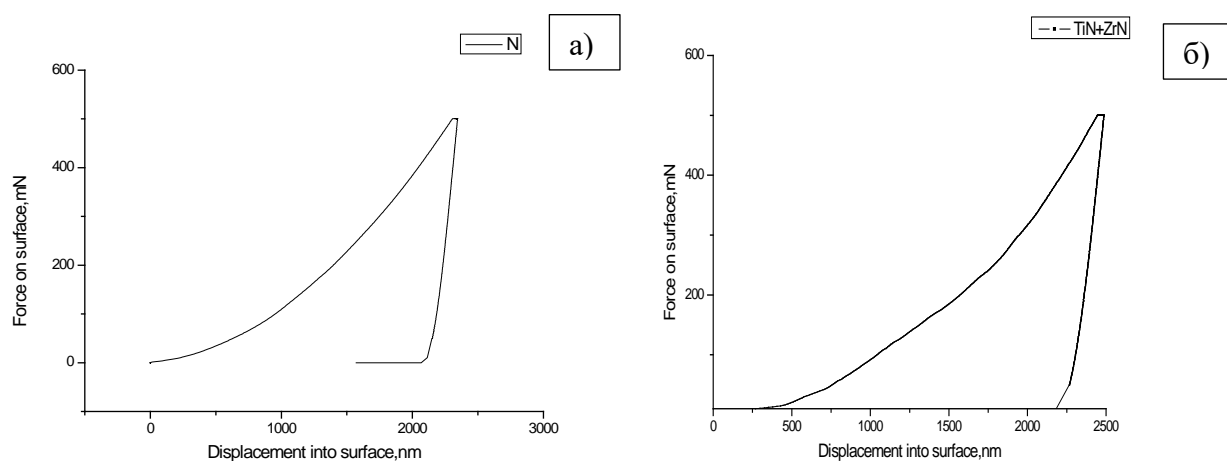 N
а)
600
400
200
0
Force on surface,mN
0
1000
2000
3000
Displacement into surface,nm
TiN+ZrN
б)
600
400
200
Force on surface,mN
0
500
1000
1500
2000
2500
Displacement into surface,nm